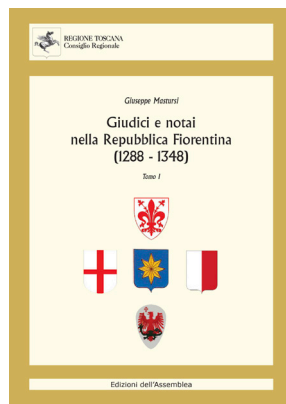 REGIONE TOSCANA
Consiglio Regionale
Giuseppe Mastursi
Giudici e notai
nella Repubblica Fiorentina
(1288 - 1348)
Tomo I
Edizioni dell'Assemblea